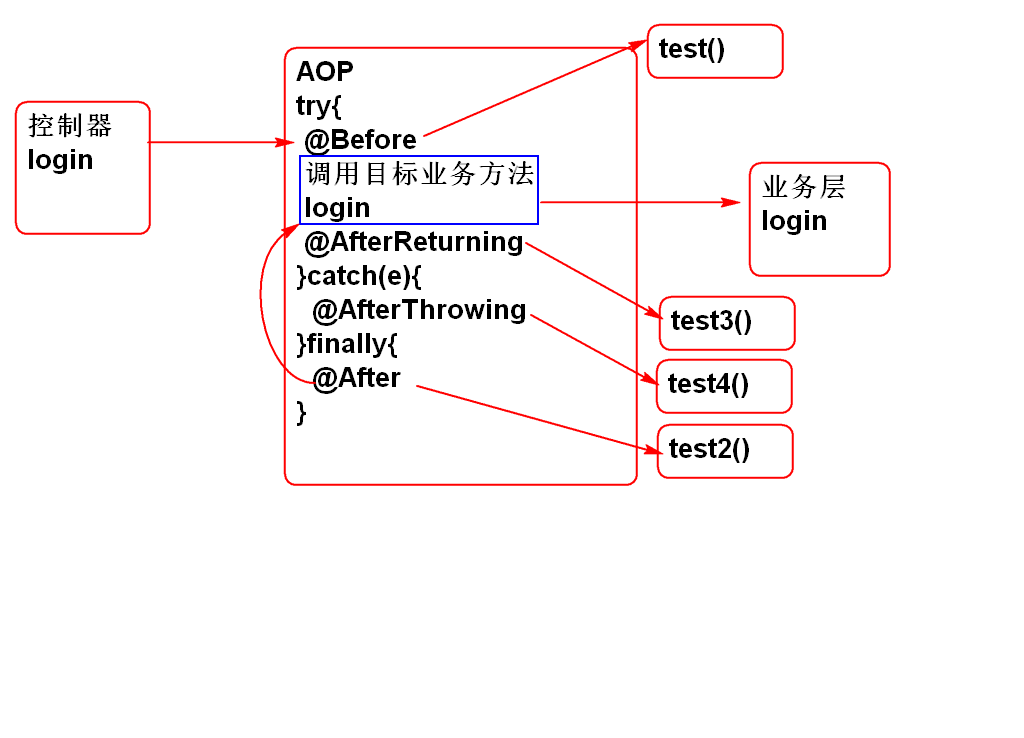 控制器
login
AOP
try{
@Before
调用目标业务方法
login
@AfterReturning
}catch(e){
@AfterThrowing
}finally{
@After
}
test()
业务层
login
test3()
test4()
test2()